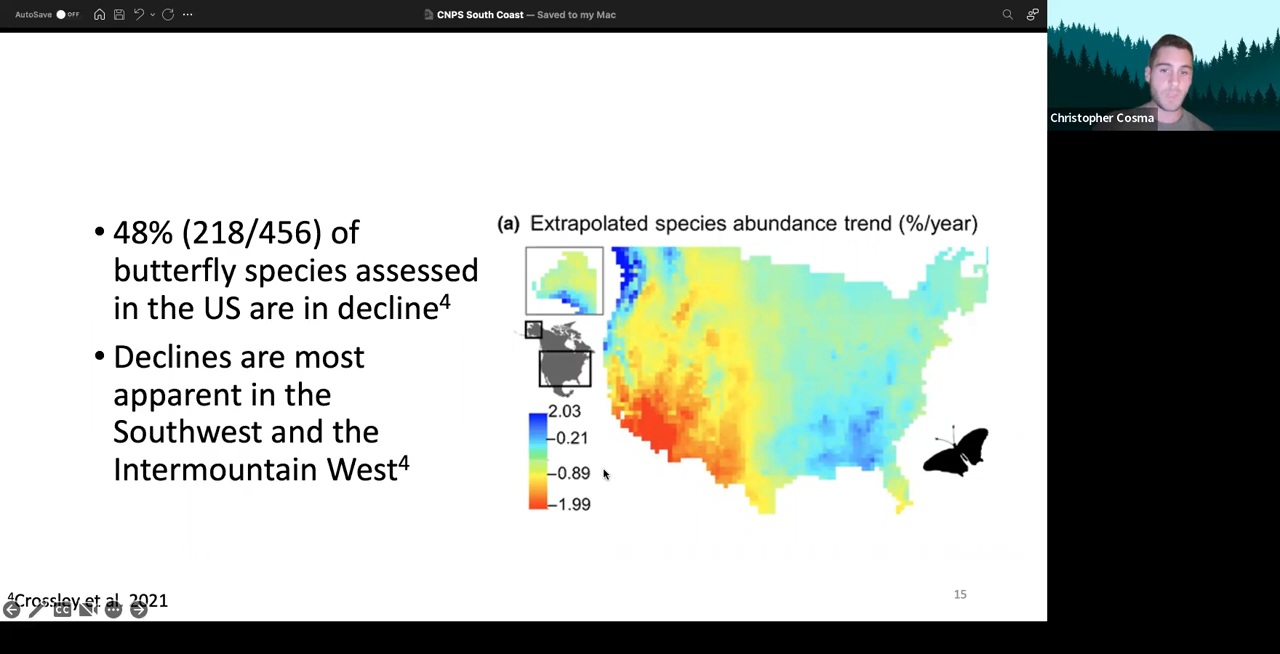 AutoSave OFF
CNPS South Coast — Saved to my Mac
Christopher Cosma
• 48% (218/456) of
butterfly species assessed
in the US are in decline⁴
• Declines are most
apparent in the
Southwest and the
Intermountain West⁴
(a) Extrapolated species abundance trend (%/year)
2.03
–0.21
–0.89
–1.99
⁴Crossley et al. 2021
CC
15